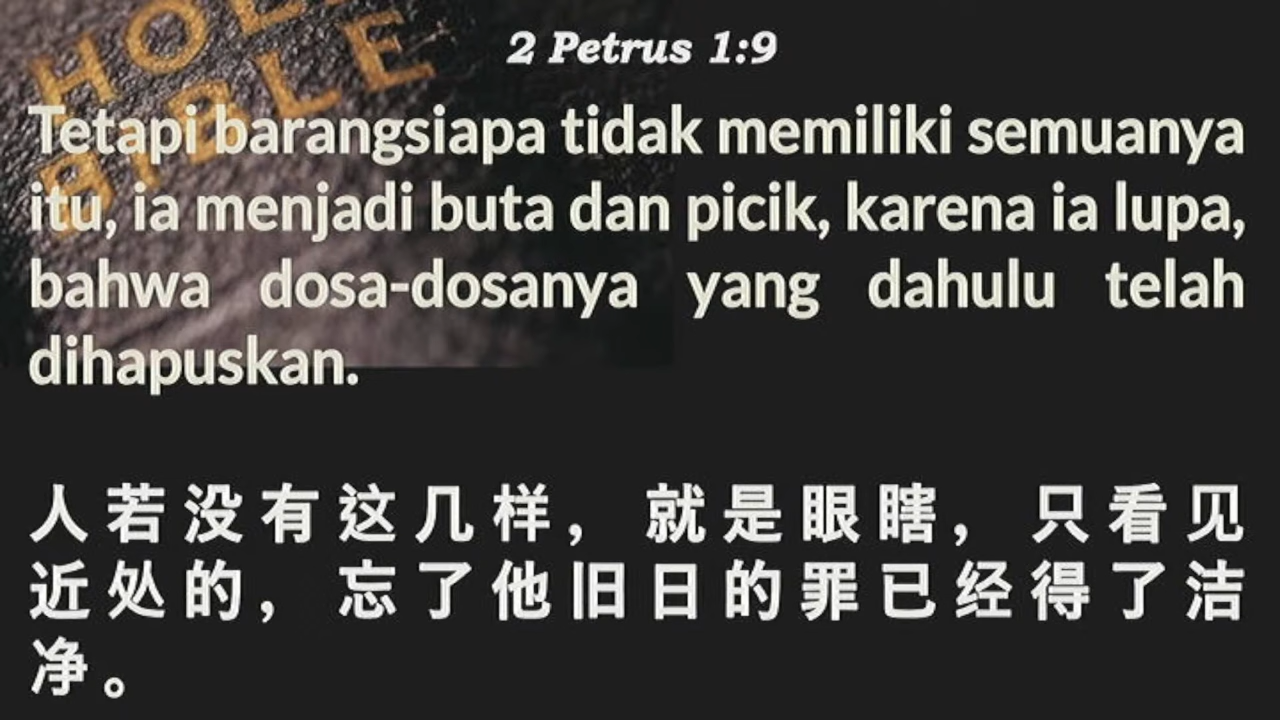 HOLY
BIBLE
2 Petrus 1:9
Tetapi barangsiapa tidak memiliki semuanya
itu, ia menjadi buta dan picik, karena ia lupa,
bahwa dosa-dosanya yang dahulu telah
dihapuskan.
人若没有这几样，就是眼瞎，只看见
近处的，忘了他旧日的罪已经得了洁
净。